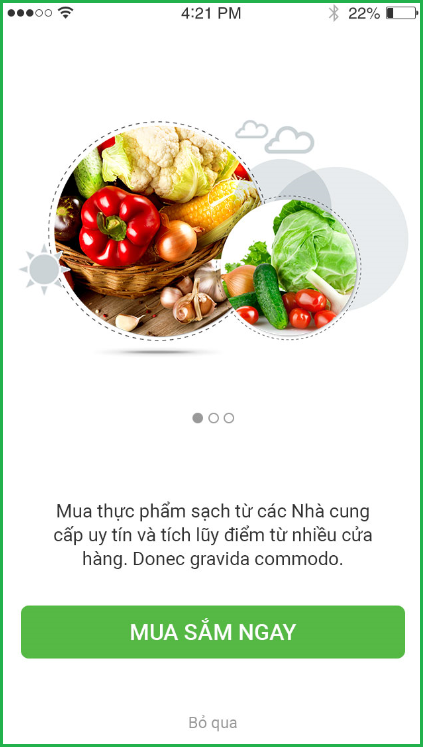 4:21 PM 22%
Mua thực phẩm sạch từ các Nhà cung
cấp uy tín và tích lũy điểm từ nhiều cửa
hàng. Donec gravida commodo.
MUA SẮM NGAY
Bỏ qua